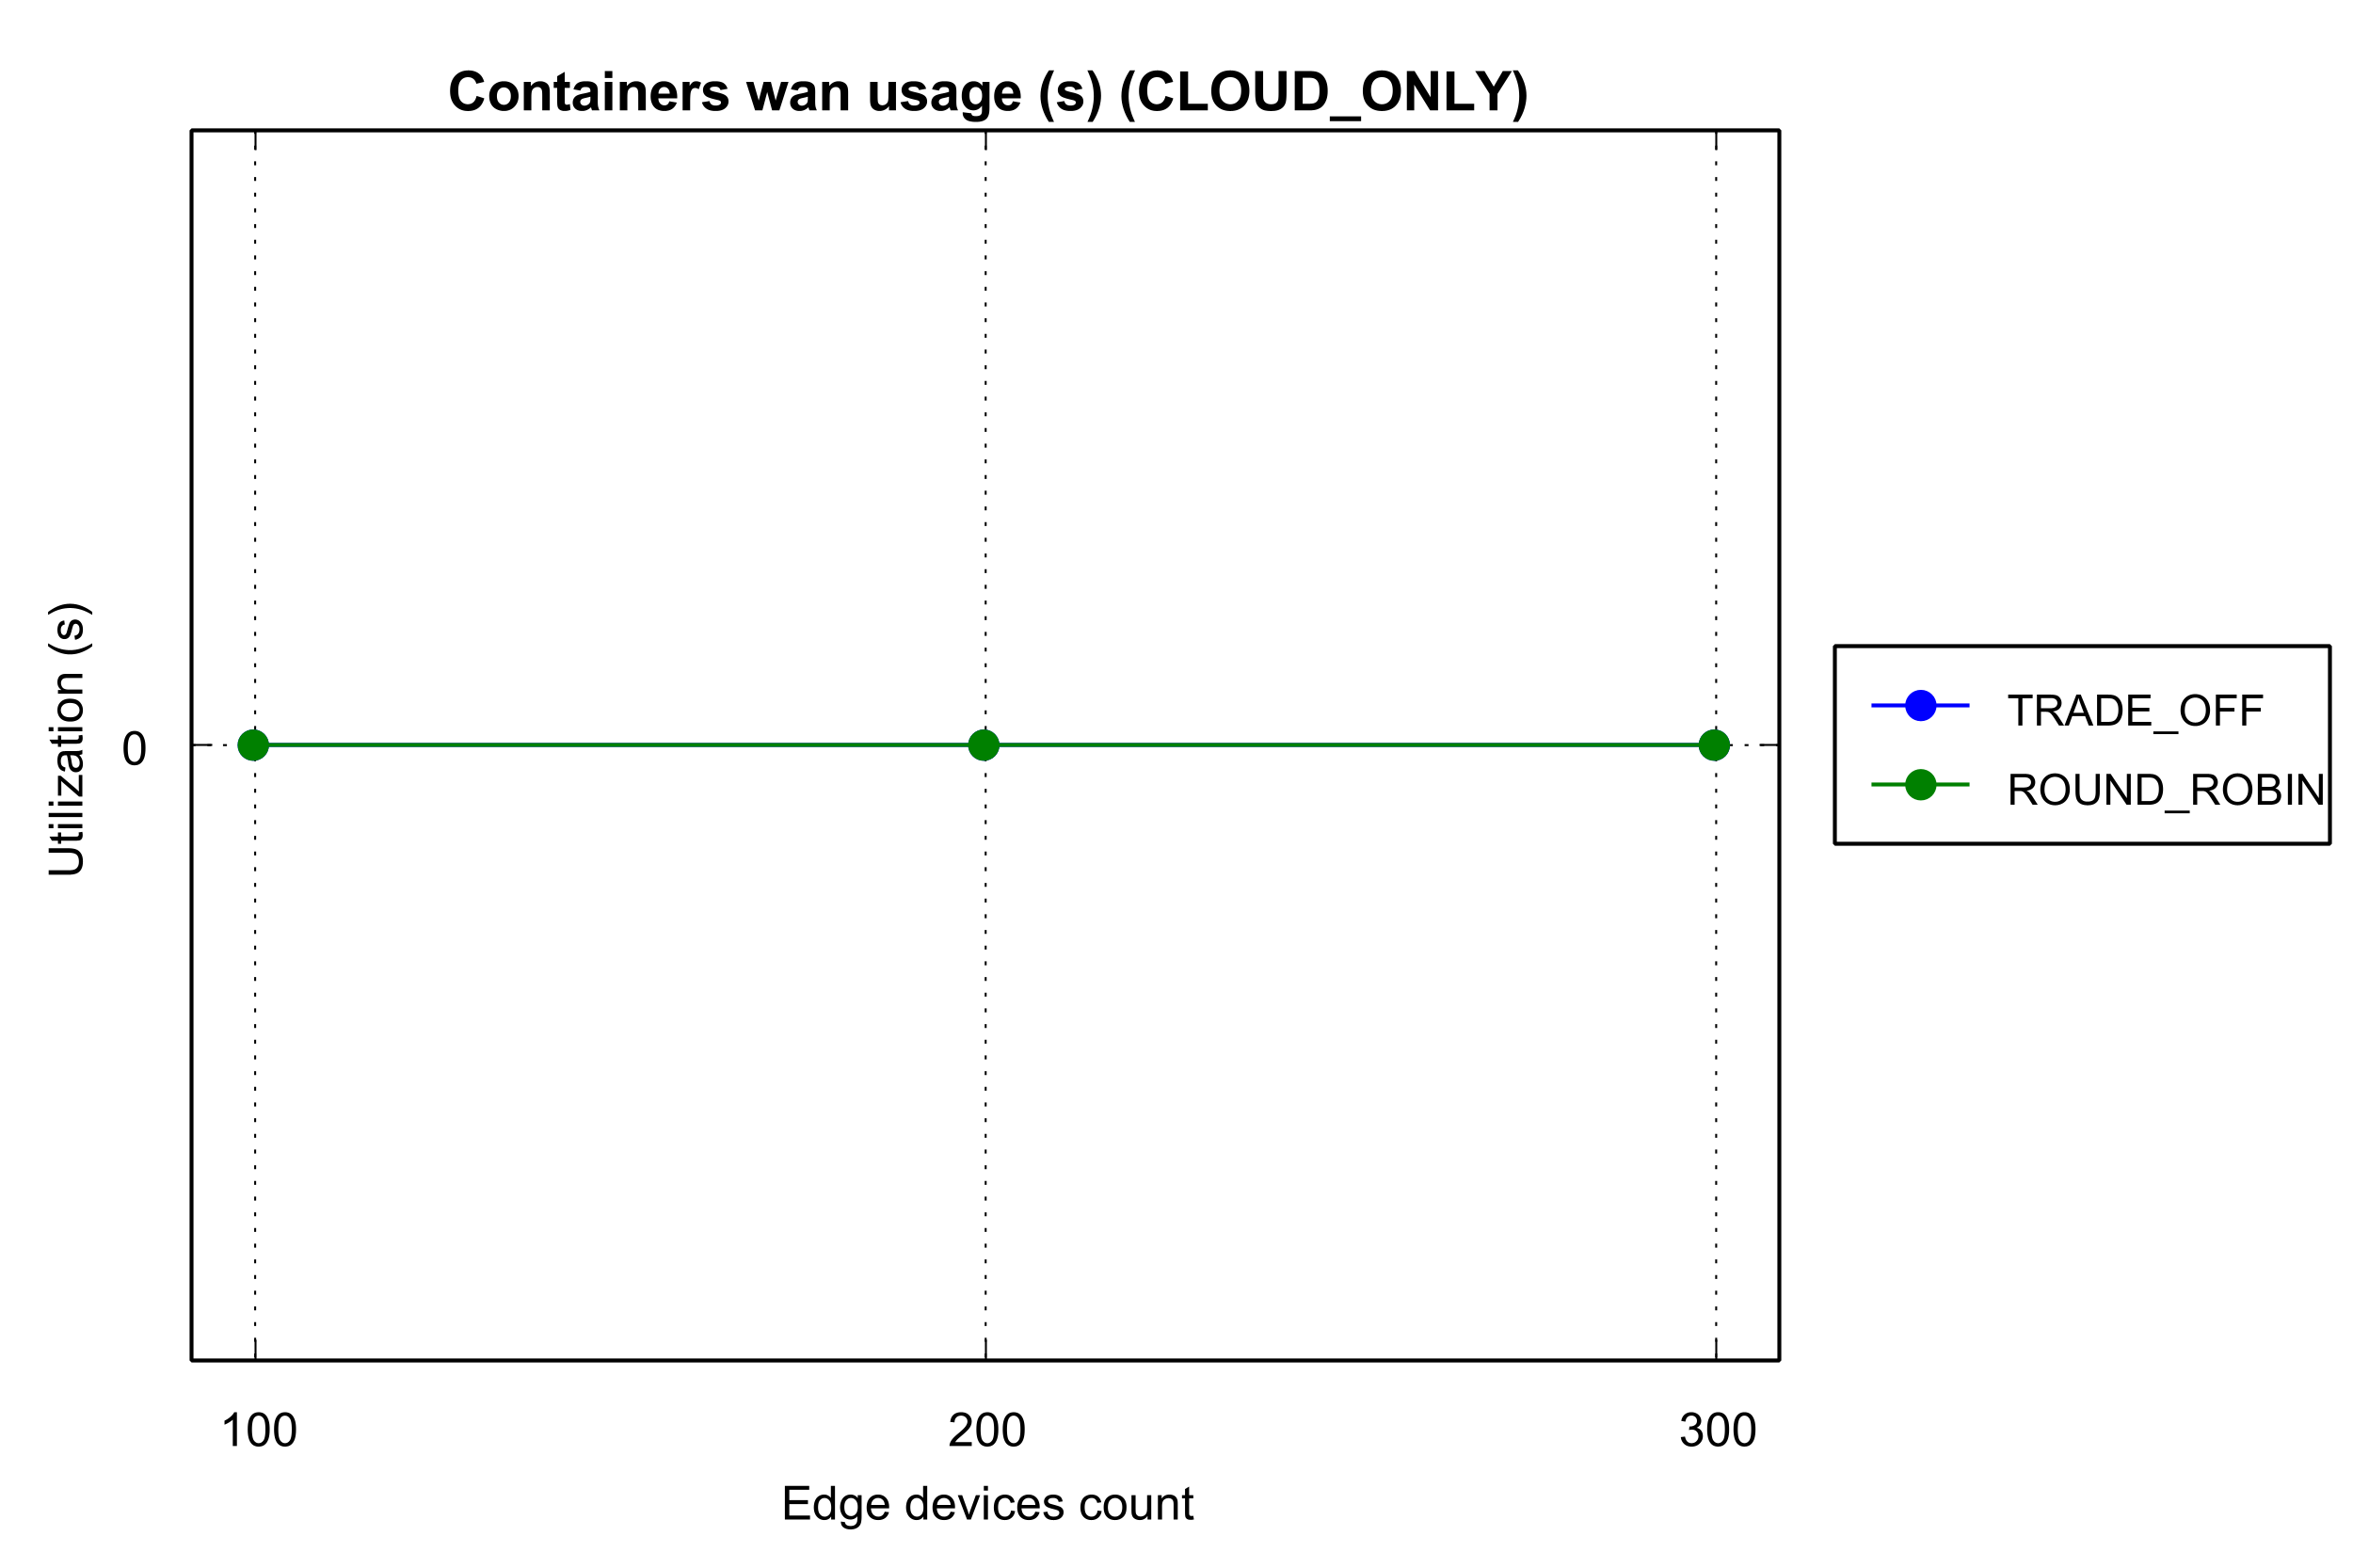 Containers wan usage (s) (CLOUD_ONLY)
Utilization (s)
0
TRADE_OFF
ROUND_ROBIN
100
200
300
Edge devices count